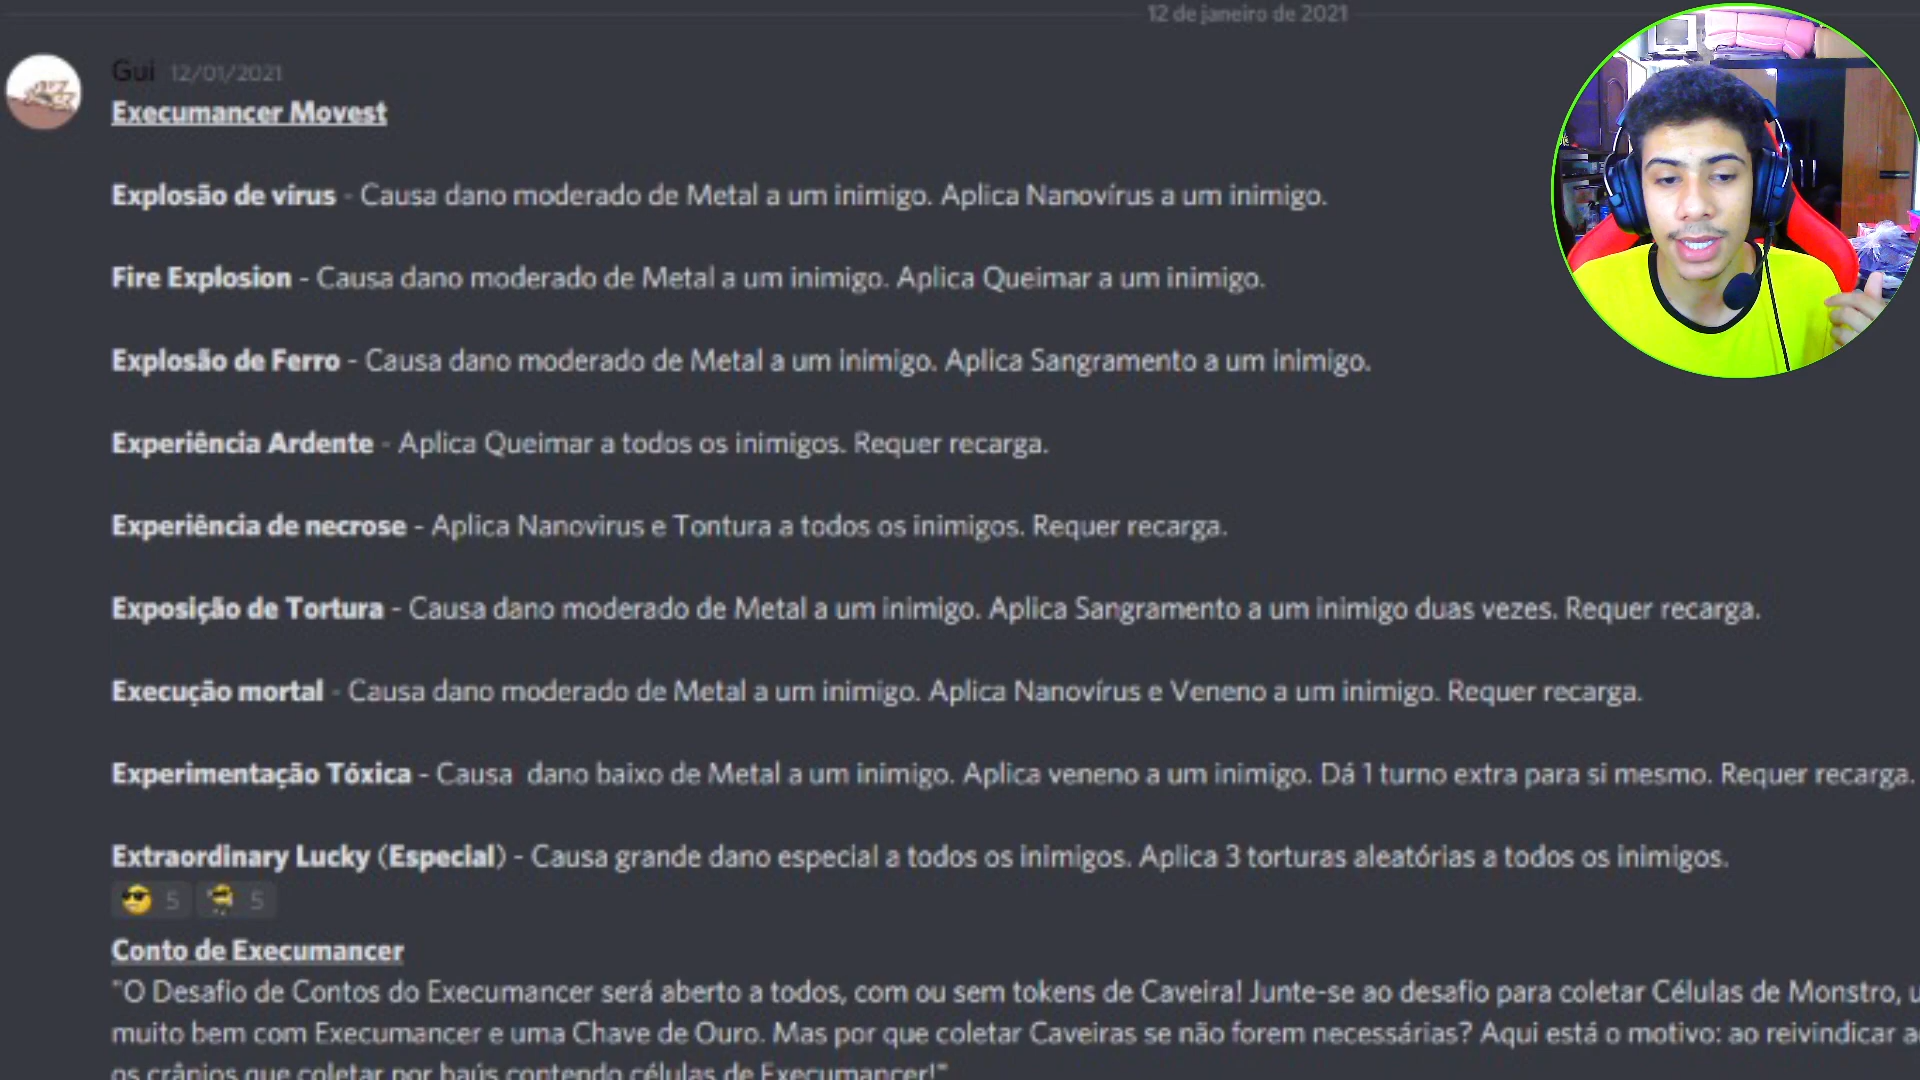 12 de janeiro de 2021
Gui 12/01/2021
Execumancer Movest
Explosão de vírus - Causa dano moderado de Metal a um inimigo. Aplica Nanovírus a um inimigo.
Fire Explosion - Causa dano moderado de Metal a um inimigo. Aplica Queimar a um inimigo.
Explosão de Ferro - Causa dano moderado de Metal a um inimigo. Aplica Sangramento a um inimigo.
Experiência Ardente - Aplica Queimar a todos os inimigos. Requer recarga.
Experiência de necrose - Aplica Nanovirus e Tontura a todos os inimigos. Requer recarga.
Exposição de Tortura - Causa dano moderado de Metal a um inimigo. Aplica Sangramento a um inimigo duas vezes. Requer recarga.
Execução mortal - Causa dano moderado de Metal a um inimigo. Aplica Nanovírus e Veneno a um inimigo. Requer recarga.
Experimentação Tóxica - Causa dano baixo de Metal a um inimigo. Aplica veneno a um inimigo. Dá 1 turno extra para si mesmo. Requer recarga.
Extraordinary Lucky (Especial) - Causa grande dano especial a todos os inimigos. Aplica 3 torturas aleatórias a todos os inimigos.
5 5
Conto de Execumancer
"O Desafio de Contos do Execumancer será aberto a todos, com ou sem tokens de Caveira! Junte-se ao desafio para coletar Células de Monstro,
muito bem com Execumancer e uma Chave de Ouro. Mas por que coletar Caveiras se não forem necessárias? Aqui está o motivo: ao reivindicar
os crânios que coletar por baús contendo células de Execumancer!"